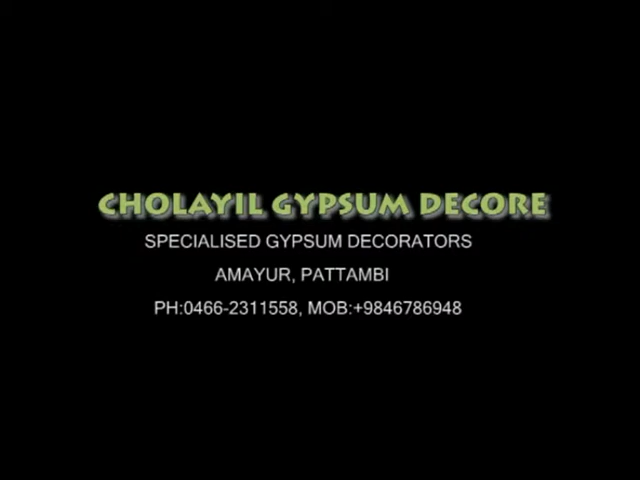 CHOLAYIL GYPSUM DECORE
SPECIALISED GYPSUM DECORATORS
AMAYUR, PATTAMBI
PH:0466-2311558, MOB:+9846786948